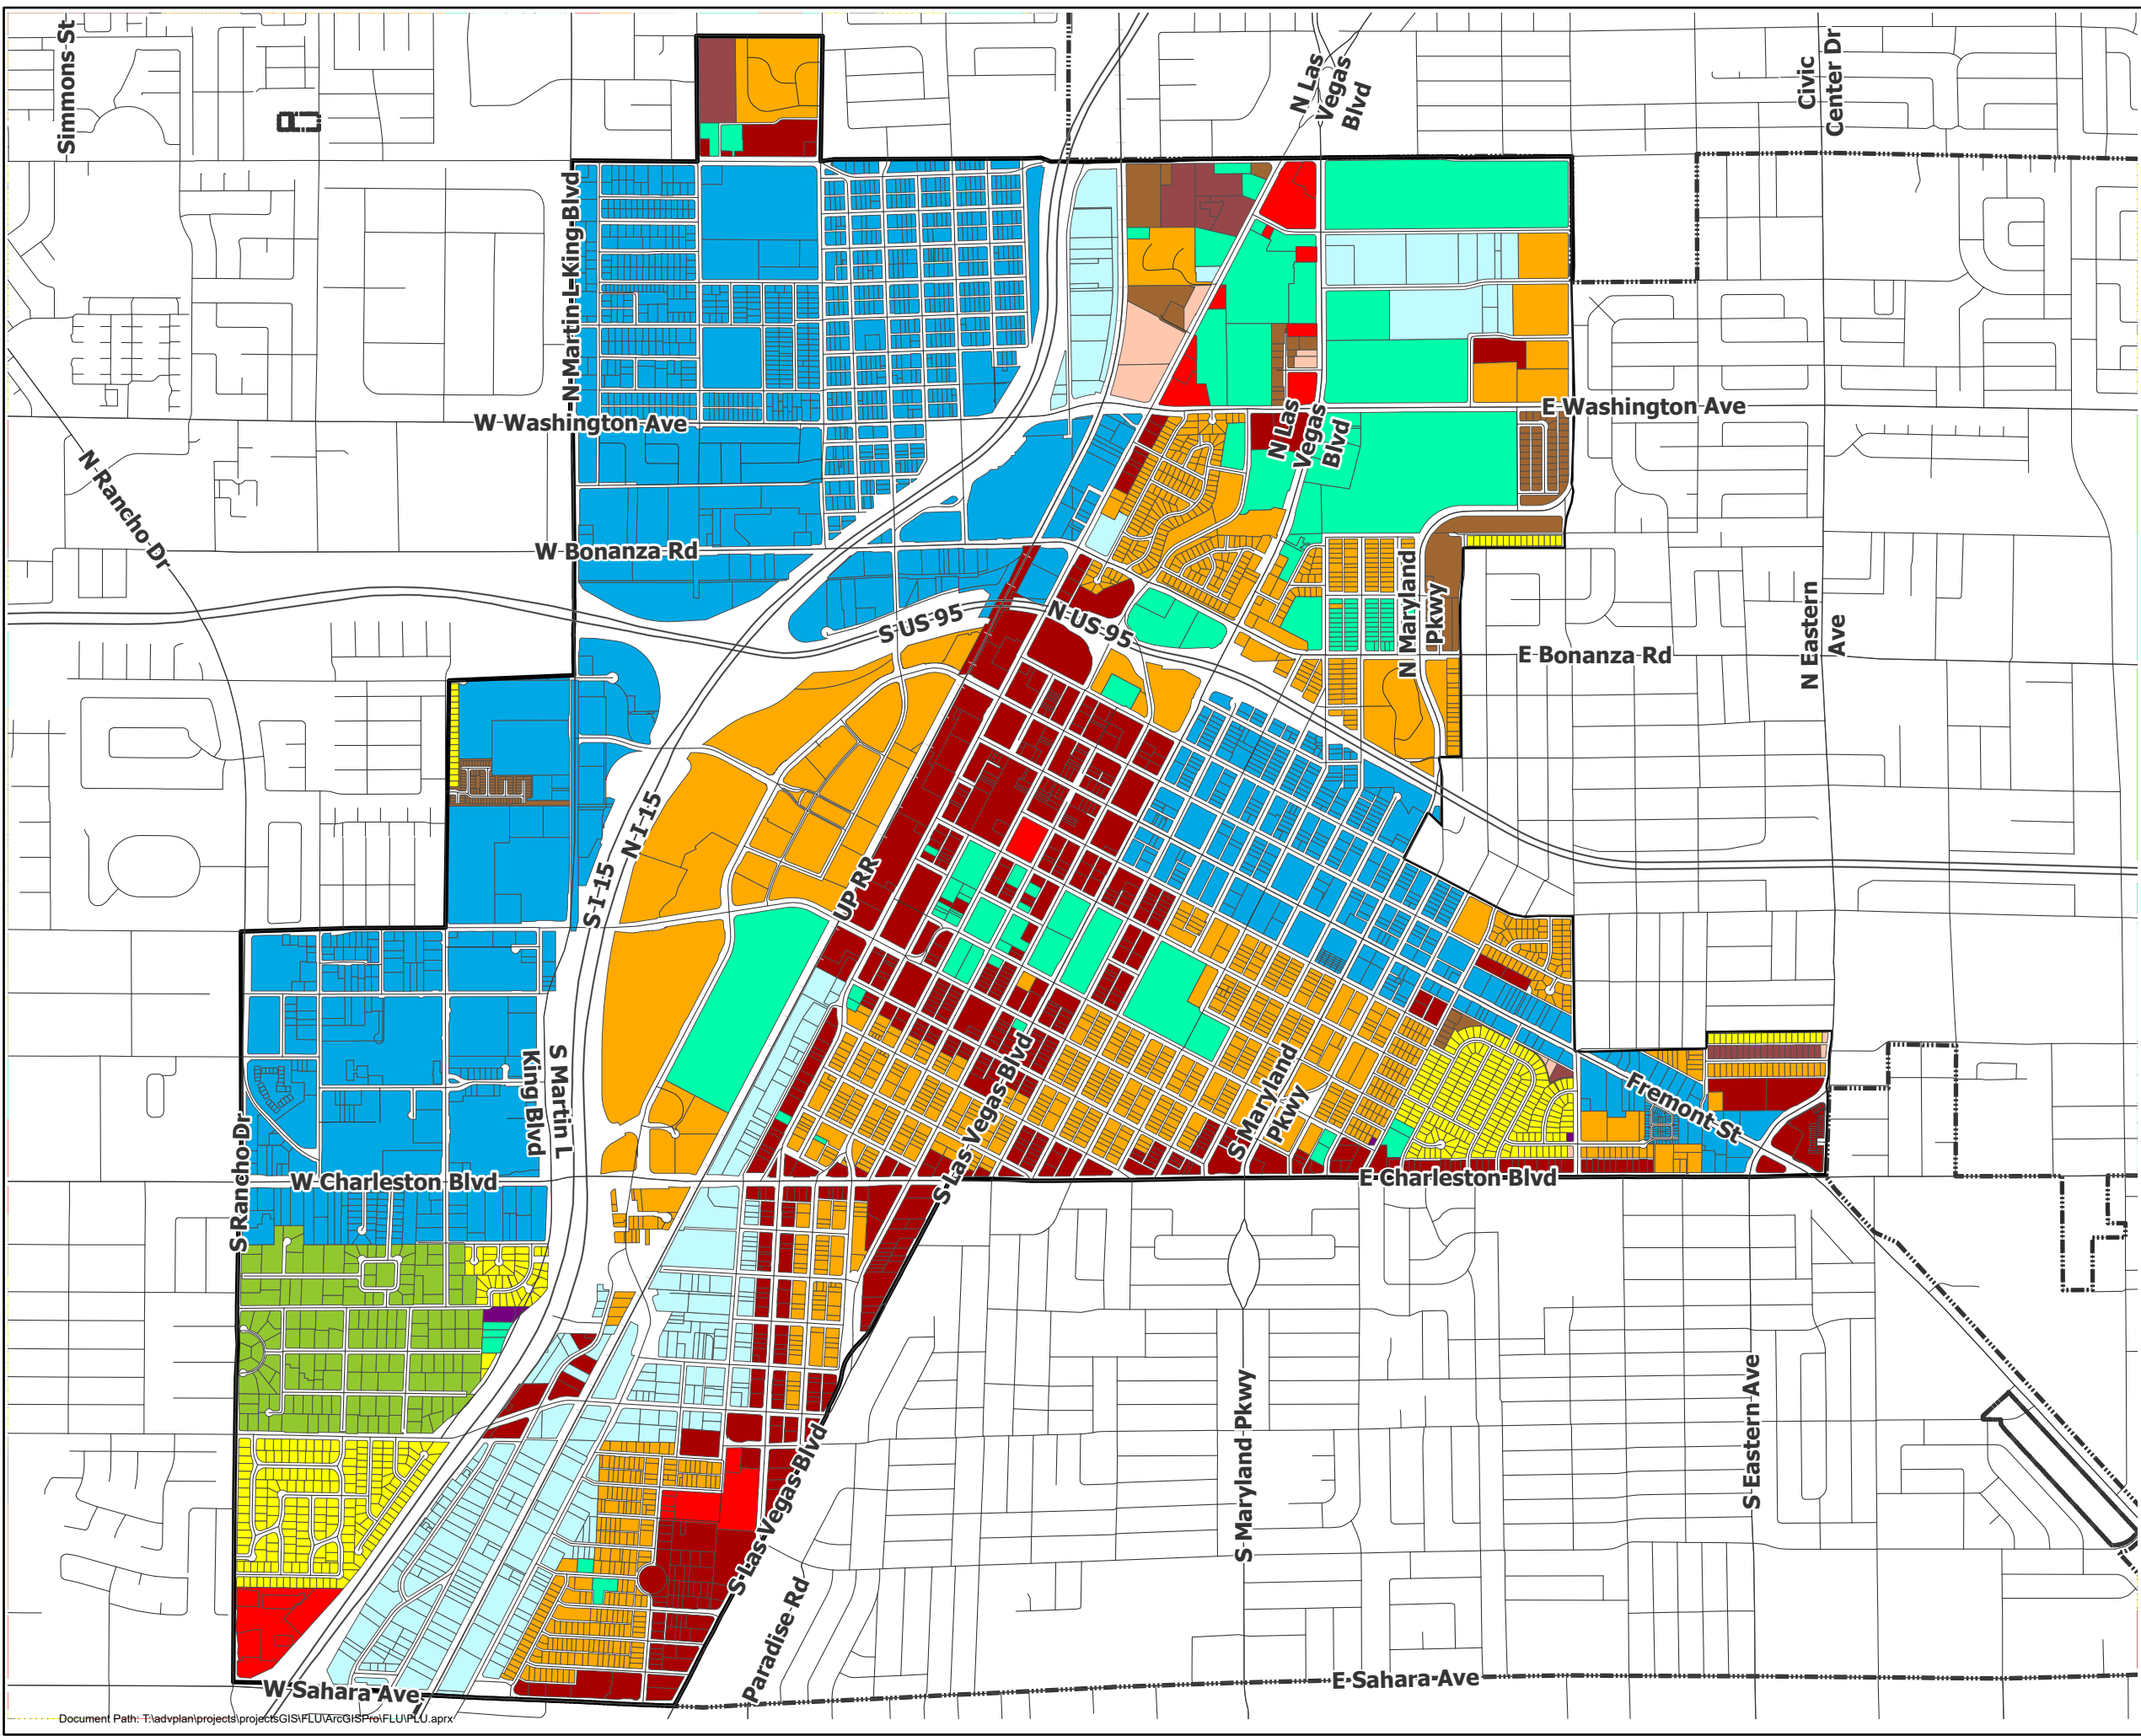 Simmons St
N Las
Vegas
Blvd
Civic
Center Dr
N Martin L King Blvd
W Washington Ave
E Washington Ave
N Las
Vegas
Blvd
N Rancho Dr
W Bonanza Rd
S US 95
N US 95
N Maryland
Pkwy
E Bonanza Rd
N Eastern
Ave
N I 15
S I 15
UP RR
S Martin L
King Blvd
S Las Vegas Blvd
S Maryland
Pkwy
Fremont St
S Rancho Dr
W Charleston Blvd
E Charleston Blvd
S Maryland Pkwy
S Eastern Ave
S Las Vegas Blvd
Paradise Rd
W Sahara Ave
E Sahara Ave
Document Path: T:\advplan\projects\projectsGIS\FLU\ArcGISPro\FLU\PLU.aprx